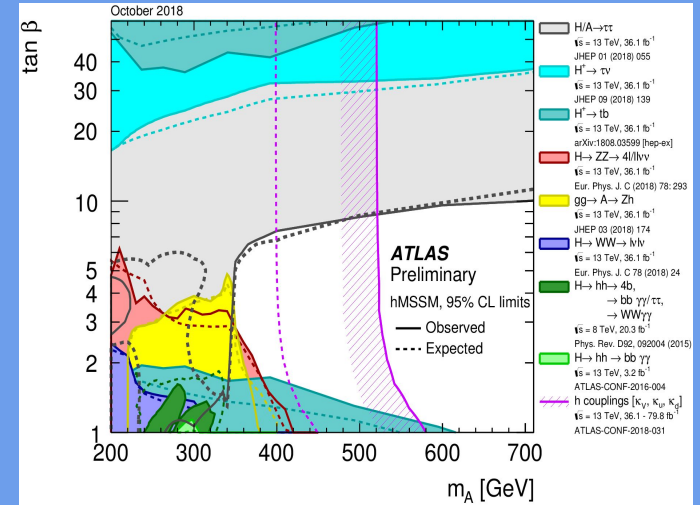 October 2018
tan β
40
30
20
10
5
4
3
2
1
200
300
400
500
600
700
m_A [GeV]
ATLAS
Preliminary
hMSSM, 95% CL limits
Observed
Expected
H/A→ττ
√s = 13 TeV, 36.1 fb⁻¹
JHEP 01 (2018) 055
H⁺→ τν
√s = 13 TeV, 36.1 fb⁻¹
JHEP 09 (2018) 139
H⁺→ tb
√s = 13 TeV, 36.1 fb⁻¹
arXiv:1808.03599 [hep-ex]
H→ ZZ→ 4l/llνν
√s = 13 TeV, 36.1 fb⁻¹
Eur. Phys. J. C (2018) 78: 293
gg→ A→ Zh
√s = 13 TeV, 36.1 fb⁻¹
JHEP 03 (2018) 174
H→ WW→ lνlν
√s = 13 TeV, 36.1 fb⁻¹
Eur. Phys. J. C 78 (2018) 24
H→ hh→ 4b,
→ bb γγ/ττ,
→ WWγγ
√s = 8 TeV, 20.3 fb⁻¹
Phys. Rev. D92, 092004 (2015)
H→ hh→ bb γγ
√s = 13 TeV, 3.2 fb⁻¹
ATLAS-CONF-2016-004
h couplings [κ_V, κ_u, κ_d]
√s = 13 TeV, 36.1 - 79.8 fb⁻¹
ATLAS-CONF-2018-031